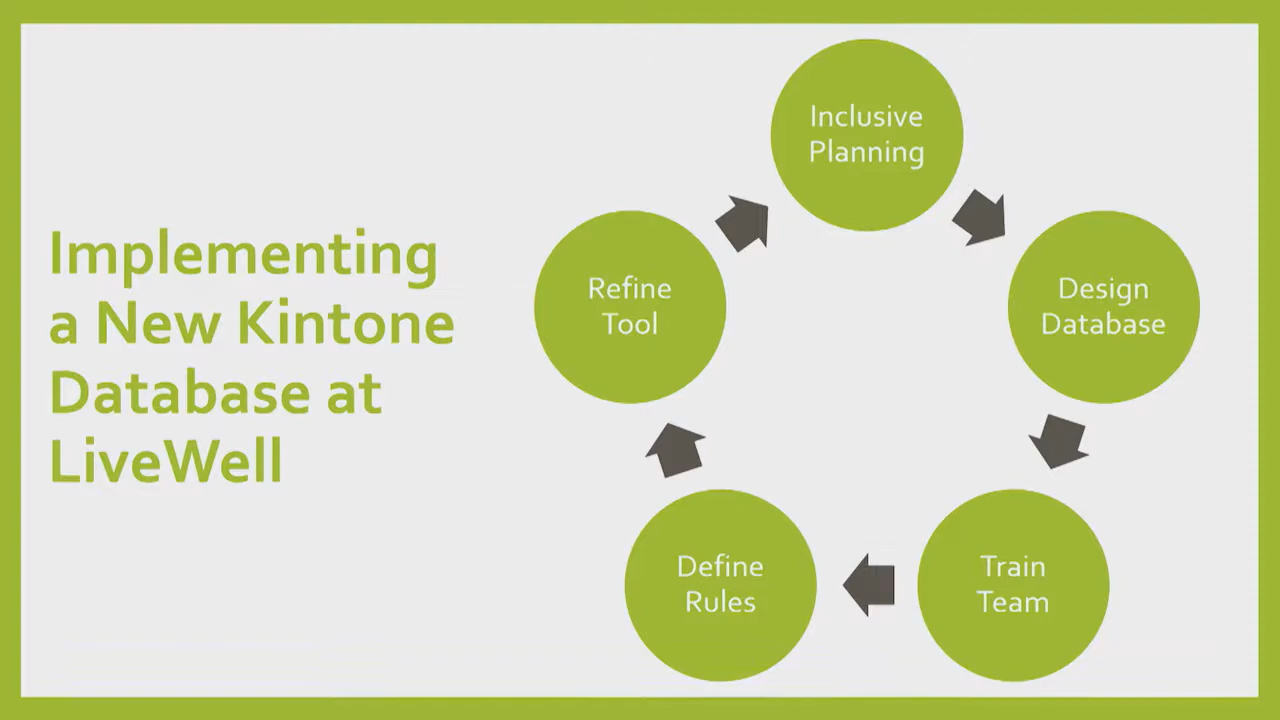 Implementing
a New Kintone
Database at
LiveWell
Inclusive
Planning
Design
Database
Train
Team
Define
Rules
Refine
Tool